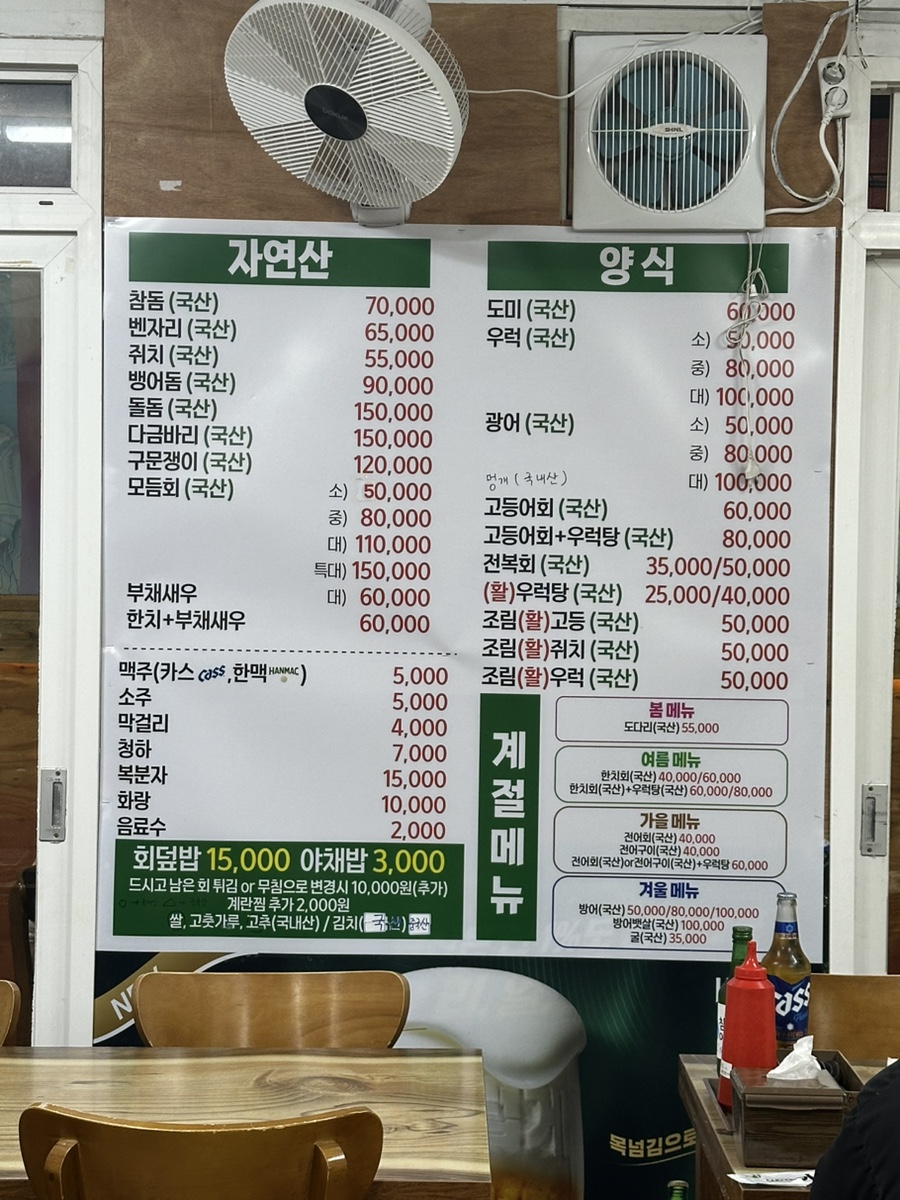 자연산
참돔 (국산) 70,000
벤자리 (국산) 65,000
쥐치 (국산) 55,000
뱅어돔 (국산) 90,000
돌돔 (국산) 150,000
다금바리 (국산) 150,000
구문쟁이 (국산) 120,000
모듬회 (국산) 소) 50,000
중) 80,000
대) 110,000
특대) 150,000
부채새우 대) 60,000
한치+부채새우 60,000
맥주(카스 cass ,한맥 HANMAC ) 5,000
소주 5,000
막걸리 4,000
청하 7,000
복분자 15,000
화랑 10,000
음료수 2,000
회덮밥 15,000 야채밥 3,000
드시고 남은 회 튀김 or 무침으로 변경시 10,000원(추가)
계란찜 추가 2,000원
쌀, 고춧가루, 고추(국내산) / 김치(
양식
도미 (국산) 60,000
우럭 (국산) 소) 50,000
중) 80,000
대) 100,000
광어 (국산) 소) 50,000
중) 80,000
멍게 (국내산) 대) 100,000
고등어회 (국산) 60,000
고등어회+우럭탕 (국산) 80,000
전복회 (국산) 35,000/50,000
(활)우럭탕 (국산) 25,000/40,000
조림(활)고등 (국산) 50,000
조림(활)쥐치 (국산) 50,000
조림(활)우럭 (국산) 50,000
계절메뉴
봄 메뉴
도다리(국산) 55,000
여름 메뉴
한치회(국산) 40,000/60,000
한치회(국산)+우럭탕(국산) 60,000/80,000
가을 메뉴
전어회(국산) 40,000
전어구이(국산) 40,000
전어회(국산)or전어구이(국산)+우럭탕 60,000
겨울 메뉴
방어(국산) 50,000/80,000/100,000
방어뱃살(국산) 100,000
굴(국산) 35,000
NEW
cass
목넘김으로